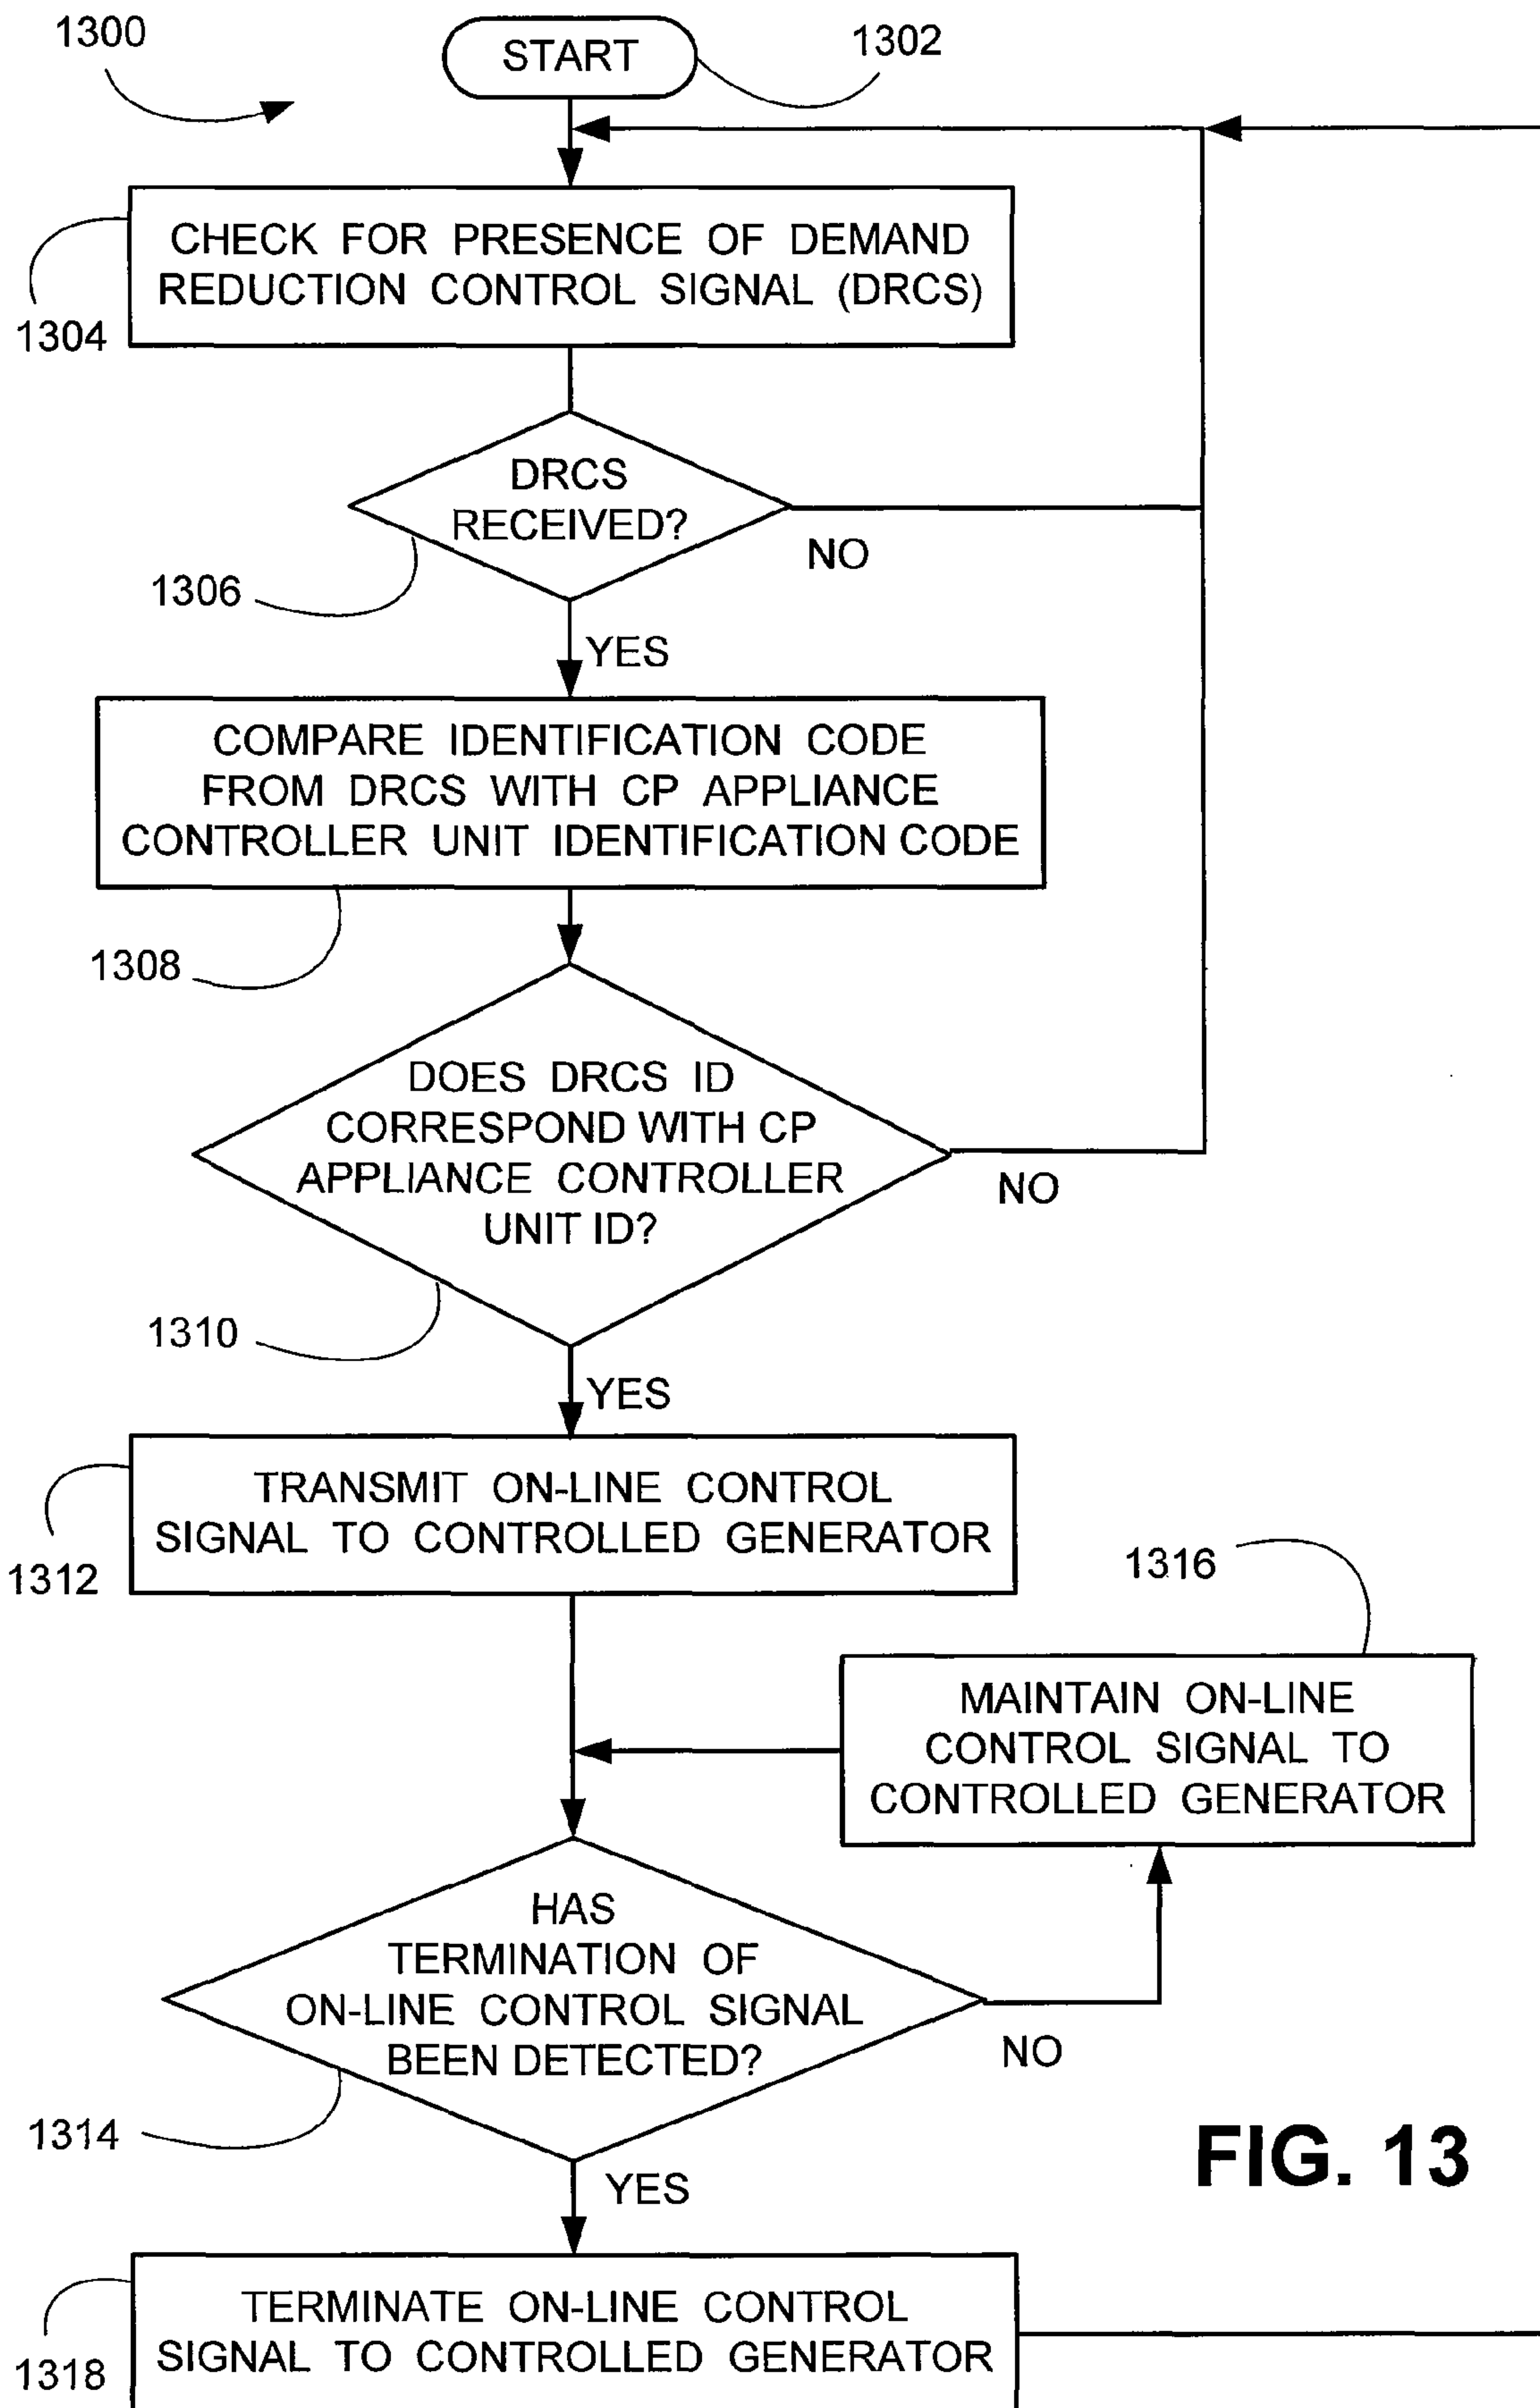 1300
START
1302
CHECK FOR PRESENCE OF DEMAND
REDUCTION CONTROL SIGNAL (DRCS)
1304
DRCS
RECEIVED?
NO
1306
YES
COMPARE IDENTIFICATION CODE
FROM DRCS WITH CP APPLIANCE
CONTROLLER UNIT IDENTIFICATION CODE
1308
DOES DRCS ID
CORRESPOND WITH CP
APPLIANCE CONTROLLER
UNIT ID?
NO
1310
YES
TRANSMIT ON-LINE CONTROL
SIGNAL TO CONTROLLED GENERATOR
1312
1316
MAINTAIN ON-LINE
CONTROL SIGNAL TO
CONTROLLED GENERATOR
HAS
TERMINATION OF
ON-LINE CONTROL SIGNAL
BEEN DETECTED?
NO
1314
YES
FIG. 13
TERMINATE ON-LINE CONTROL
SIGNAL TO CONTROLLED GENERATOR
1318